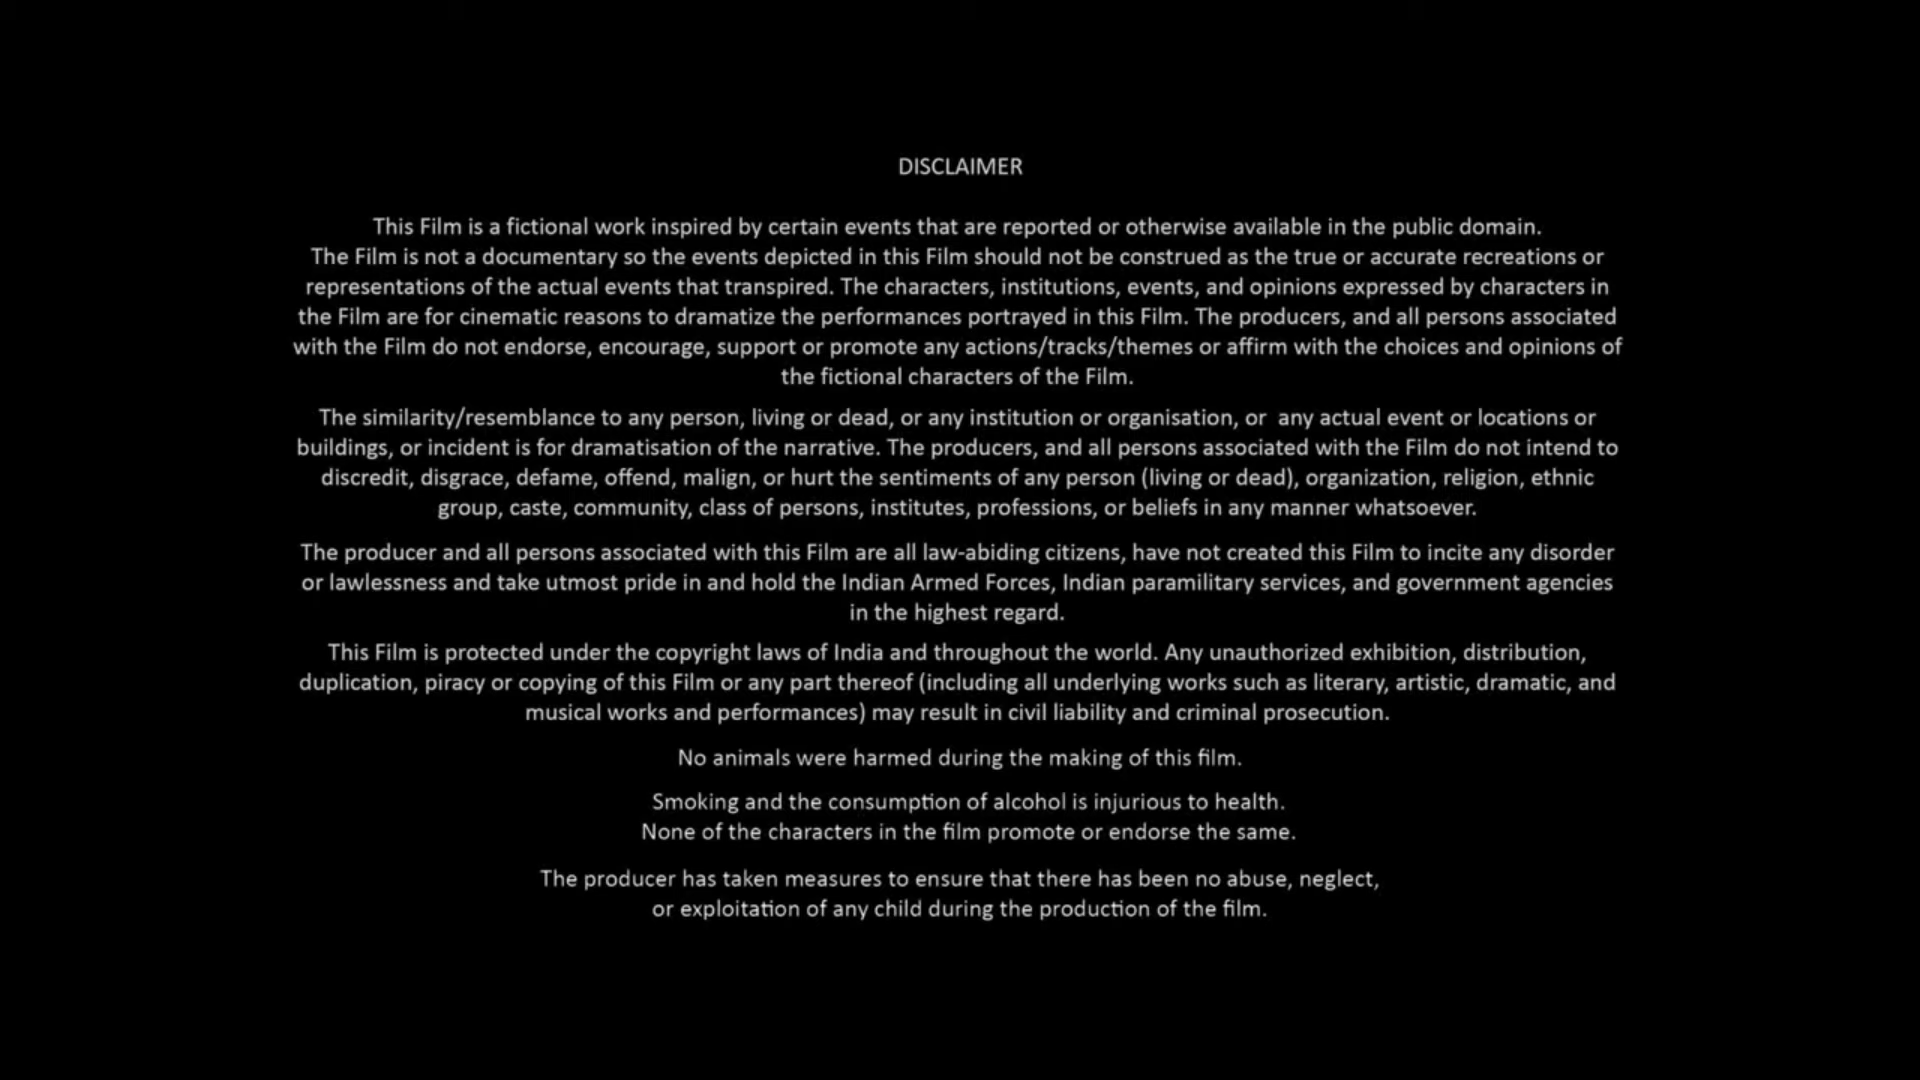 DISCLAIMER
This Film is a fictional work inspired by certain events that are reported or otherwise available in the public domain.
The Film is not a documentary so the events depicted in this Film should not be construed as the true or accurate recreations or
representations of the actual events that transpired. The characters, institutions, events, and opinions expressed by characters in
the Film are for cinematic reasons to dramatize the performances portrayed in this Film. The producers, and all persons associated
with the Film do not endorse, encourage, support or promote any actions/tracks/themes or affirm with the choices and opinions of
the fictional characters of the Film.
The similarity/resemblance to any person, living or dead, or any institution or organisation, or any actual event or locations or
buildings, or incident is for dramatisation of the narrative. The producers, and all persons associated with the Film do not intend to
discredit, disgrace, defame, offend, malign, or hurt the sentiments of any person (living or dead), organization, religion, ethnic
group, caste, community, class of persons, institutes, professions, or beliefs in any manner whatsoever.
The producer and all persons associated with this Film are all law-abiding citizens, have not created this Film to incite any disorder
or lawlessness and take utmost pride in and hold the Indian Armed Forces, Indian paramilitary services, and government agencies
in the highest regard.
This Film is protected under the copyright laws of India and throughout the world. Any unauthorized exhibition, distribution,
duplication, piracy or copying of this Film or any part thereof (including all underlying works such as literary, artistic, dramatic, and
musical works and performances) may result in civil liability and criminal prosecution.
No animals were harmed during the making of this film.
Smoking and the consumption of alcohol is injurious to health.
None of the characters in the film promote or endorse the same.
The producer has taken measures to ensure that there has been no abuse, neglect,
or exploitation of any child during the production of the film.